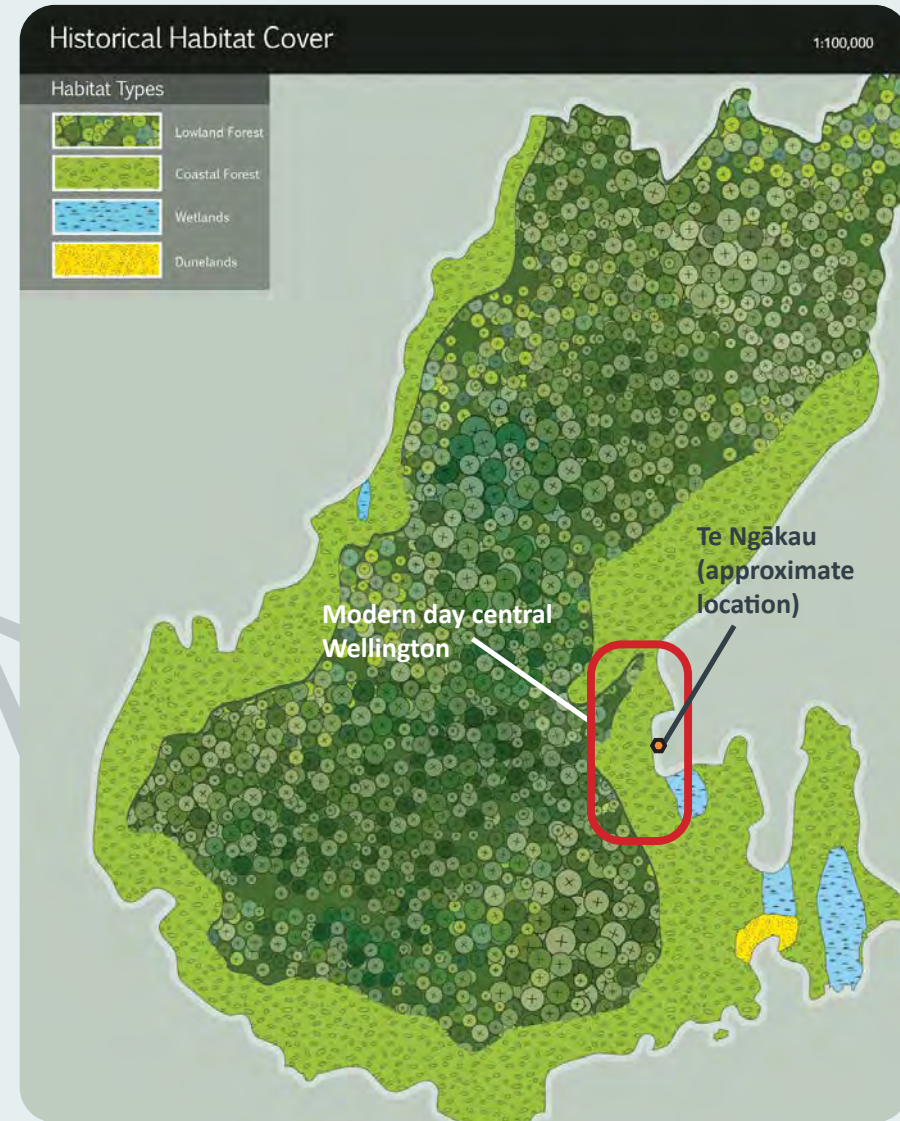 Historical Habitat Cover
1:100,000
Habitat Types
Lowland Forest
Coastal Forest
Wetlands
Dunelands
Te Ngākau
(approximate
location)
Modern day central
Wellington